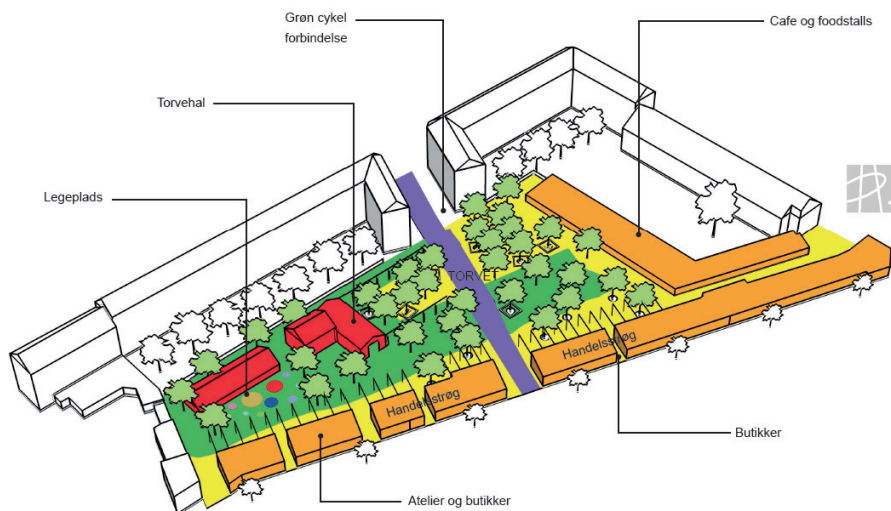 Grøn cykel
forbindelse
Cafe og foodstalls
Torvehal
Legeplads
TORVET
Handelsstrøg
Handelsstrøg
Butikker
Atelier og butikker